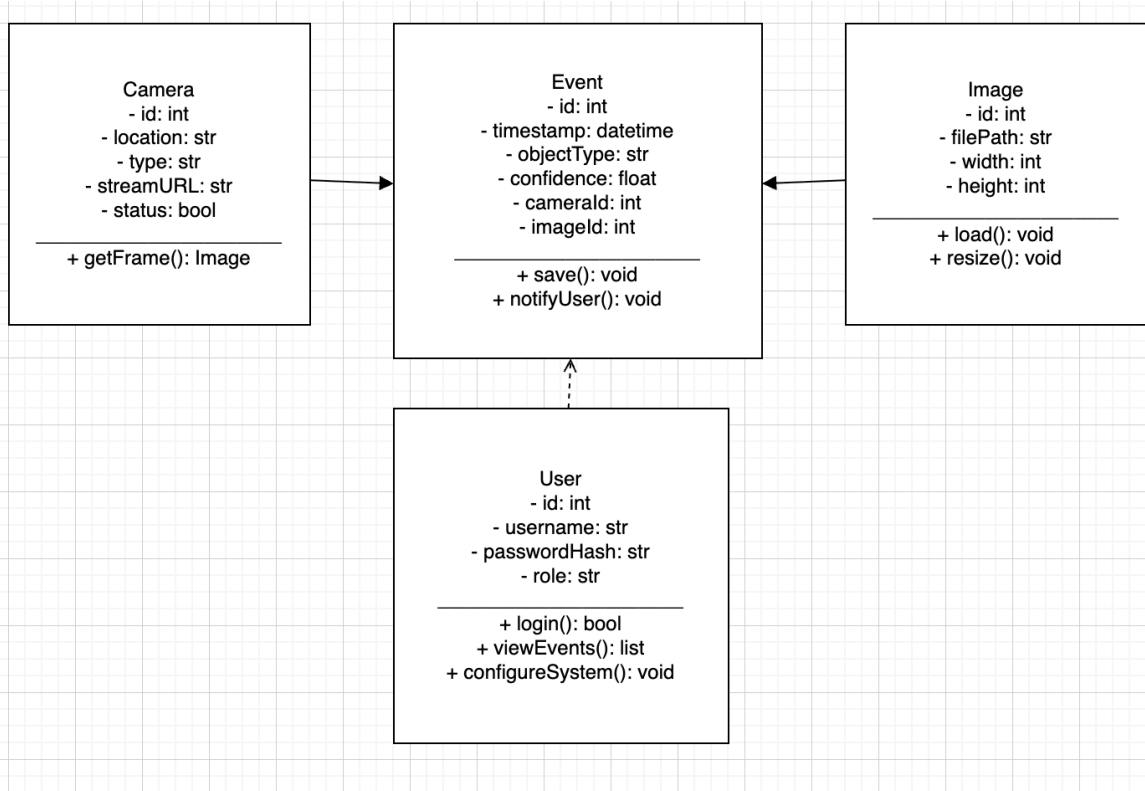 Camera
- id: int
- location: str
- type: str
- streamURL: str
- status: bool
+ getFrame(): Image
Event
- id: int
- timestamp: datetime
- objectType: str
- confidence: float
- cameraId: int
- imageId: int
+ save(): void
+ notifyUser(): void
Image
- id: int
- filePath: str
- width: int
- height: int
+ load(): void
+ resize(): void
User
- id: int
- username: str
- passwordHash: str
- role: str
+ login(): bool
+ viewEvents(): list
+ configureSystem(): void